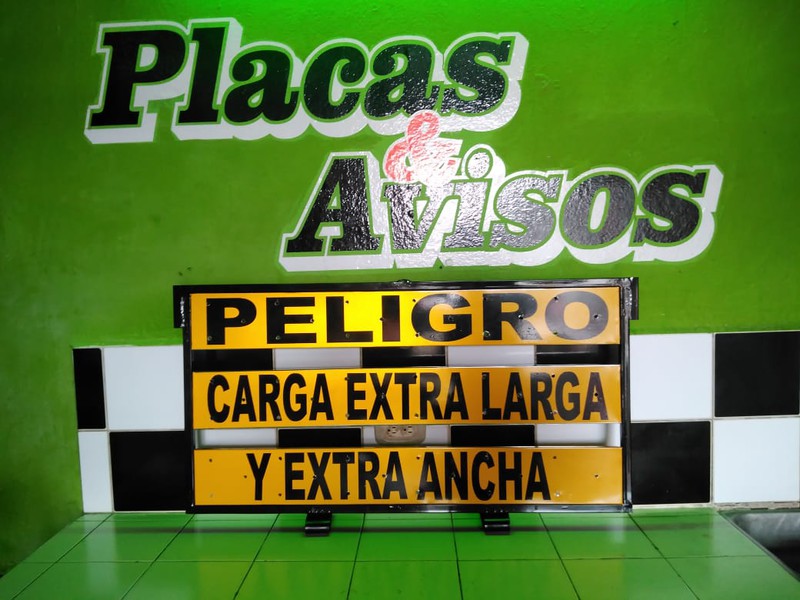 Placas
&
Avisos
PELIGRO
CARGA EXTRA LARGA
Y EXTRA ANCHA